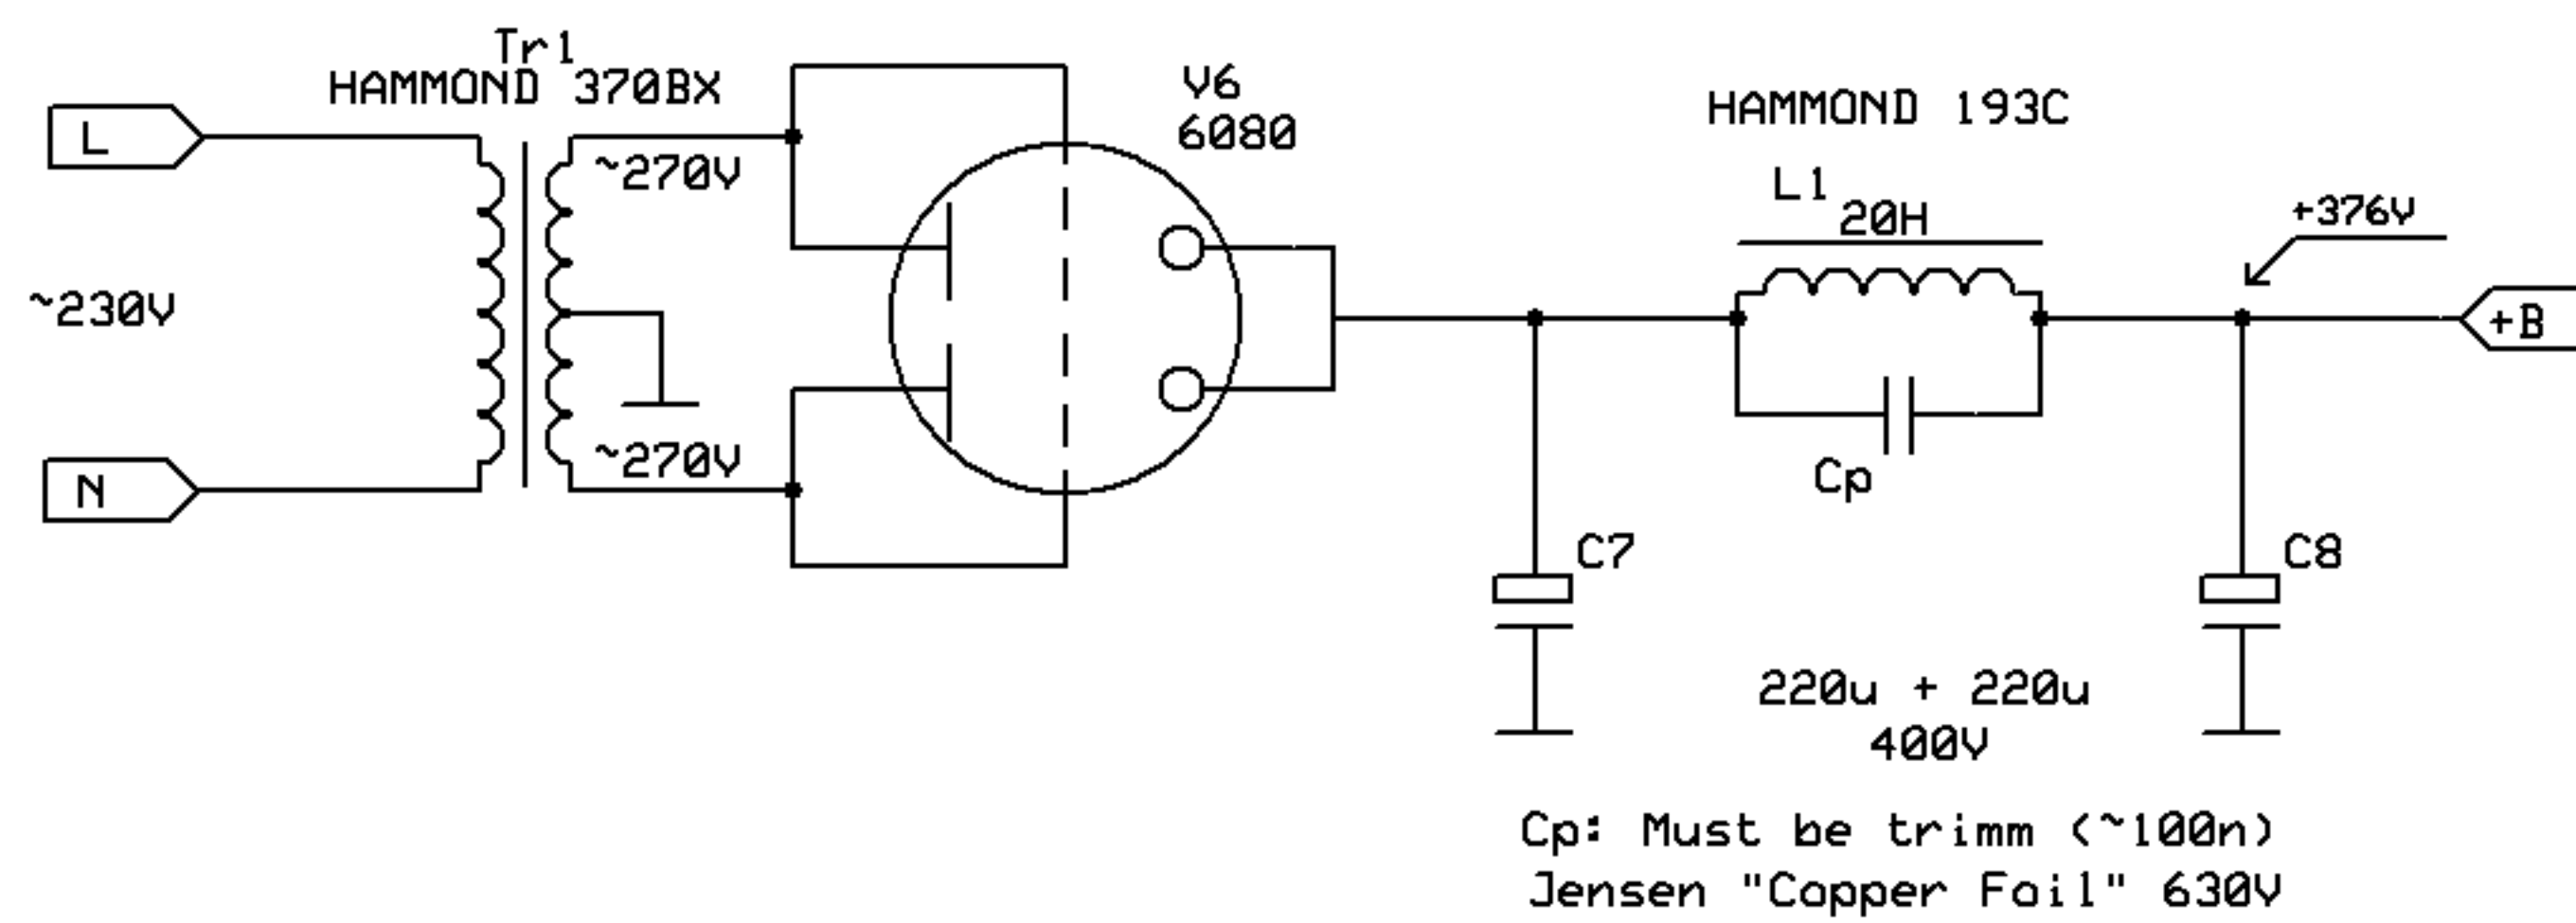 Tr1
HAMMOND 370BX
L
~230V
N
~270V
~270V
V6
6080
HAMMOND 193C
L1
20H
Cp
+376V
+B
C7
C8
220u + 220u
400V
Cp: Must be trimm (~100n)
Jensen "Copper Foil" 630V